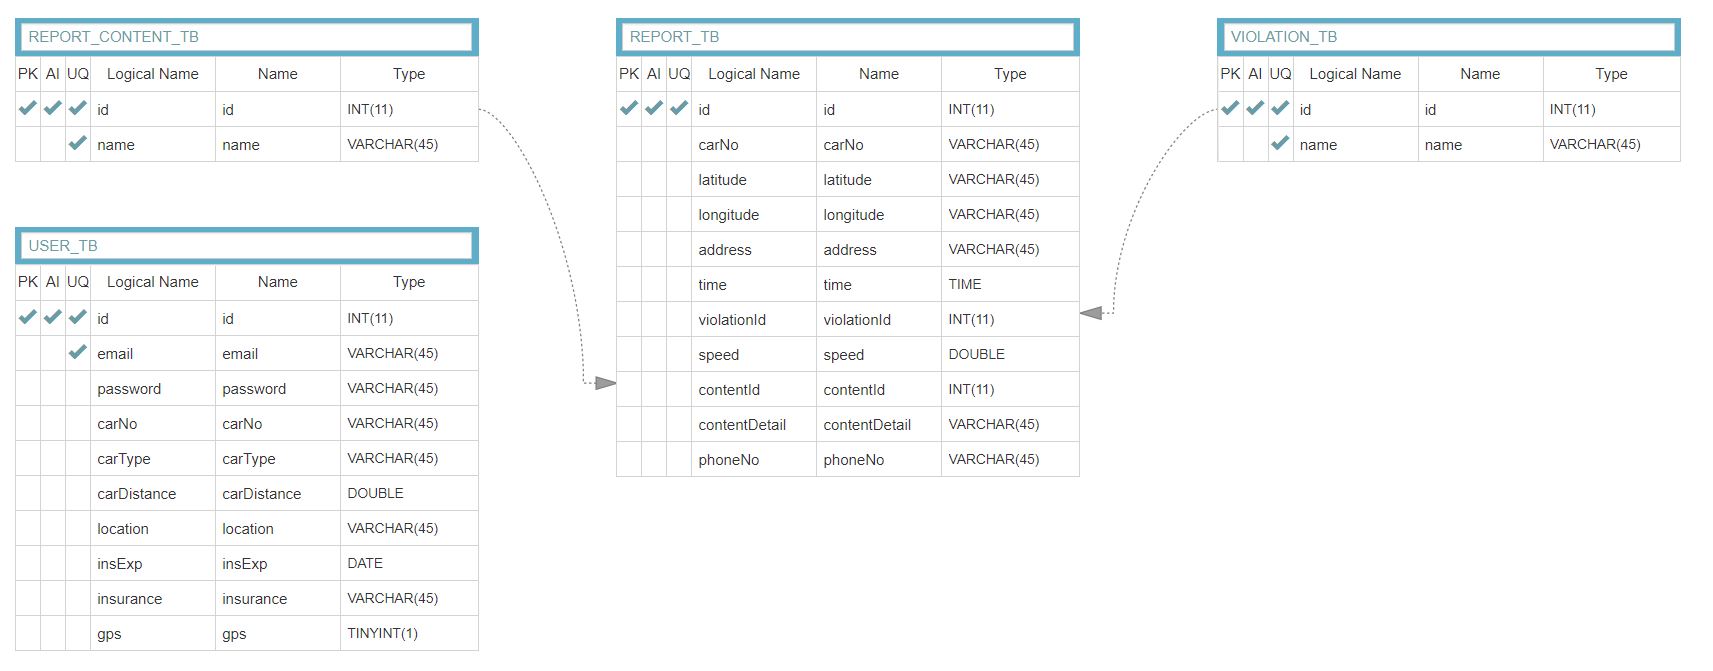 REPORT_CONTENT_TB
PK AI UQ Logical Name Name Type
id id INT(11)
name name VARCHAR(45)
USER_TB
PK AI UQ Logical Name Name Type
id id INT(11)
email email VARCHAR(45)
password password VARCHAR(45)
carNo carNo VARCHAR(45)
carType carType VARCHAR(45)
carDistance carDistance DOUBLE
location location VARCHAR(45)
insExp insExp DATE
insurance insurance VARCHAR(45)
gps gps TINYINT(1)
REPORT_TB
PK AI UQ Logical Name Name Type
id id INT(11)
carNo carNo VARCHAR(45)
latitude latitude VARCHAR(45)
longitude longitude VARCHAR(45)
address address VARCHAR(45)
time time TIME
violationId violationId INT(11)
speed speed DOUBLE
contentId contentId INT(11)
contentDetail contentDetail VARCHAR(45)
phoneNo phoneNo VARCHAR(45)
VIOLATION_TB
PK AI UQ Logical Name Name Type
id id INT(11)
name name VARCHAR(45)